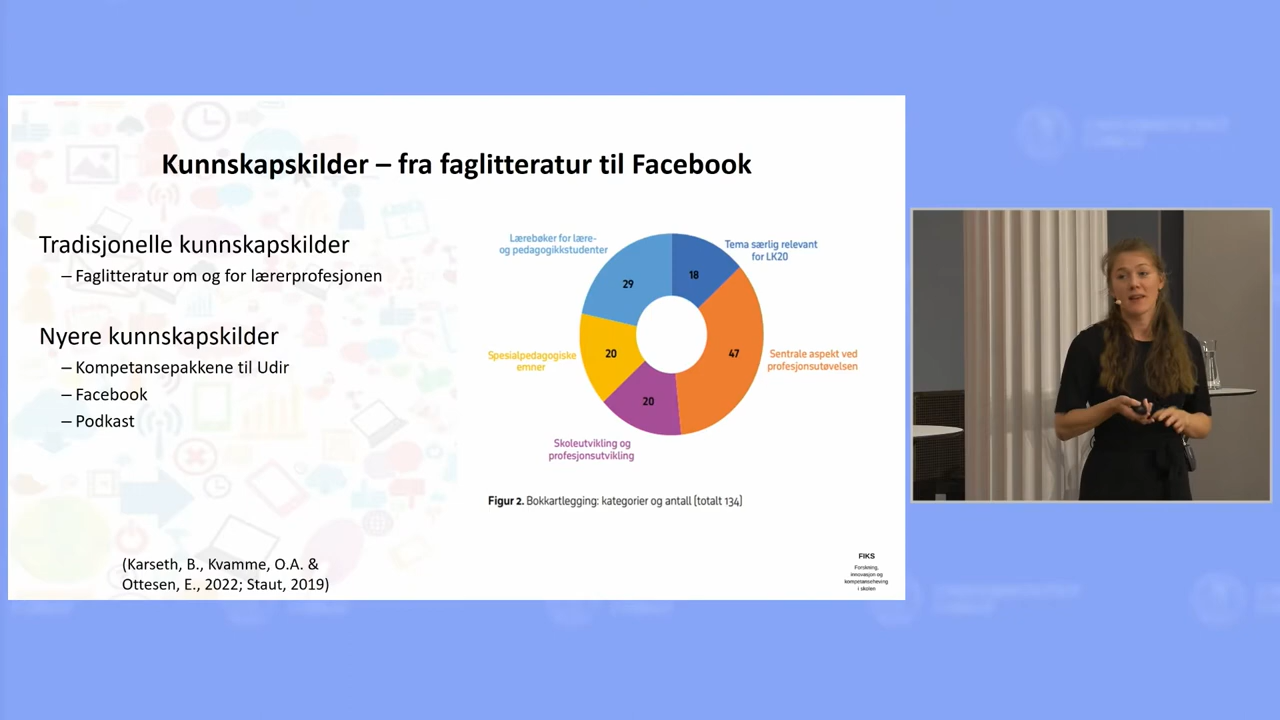 Kunnskapskilder – fra faglitteratur til Facebook
Tradisjonelle kunnskapskilder
– Faglitteratur om og for lærerprofesjonen
Nyere kunnskapskilder
– Kompetansepakkene til Udir
– Facebook
– Podkast
(Karseth, B., Kvamme, O.A. &
Ottesen, E., 2022; Staut, 2019)
Lærebøker for lære-
og pedagogikkstudenter
Tema særlig relevant
for LK20
29
18
Spesialpedagogiske
emner
20
47
Sentrale aspekt ved
profesjonsutøvelsen
20
Skoleutvikling og
profesjonsutvikling
Figur 2. Bokkartlegging: kategorier og antall (totalt 134)
FIKS
Forskning,
innovasjon og
kompetanseheving
i skolen